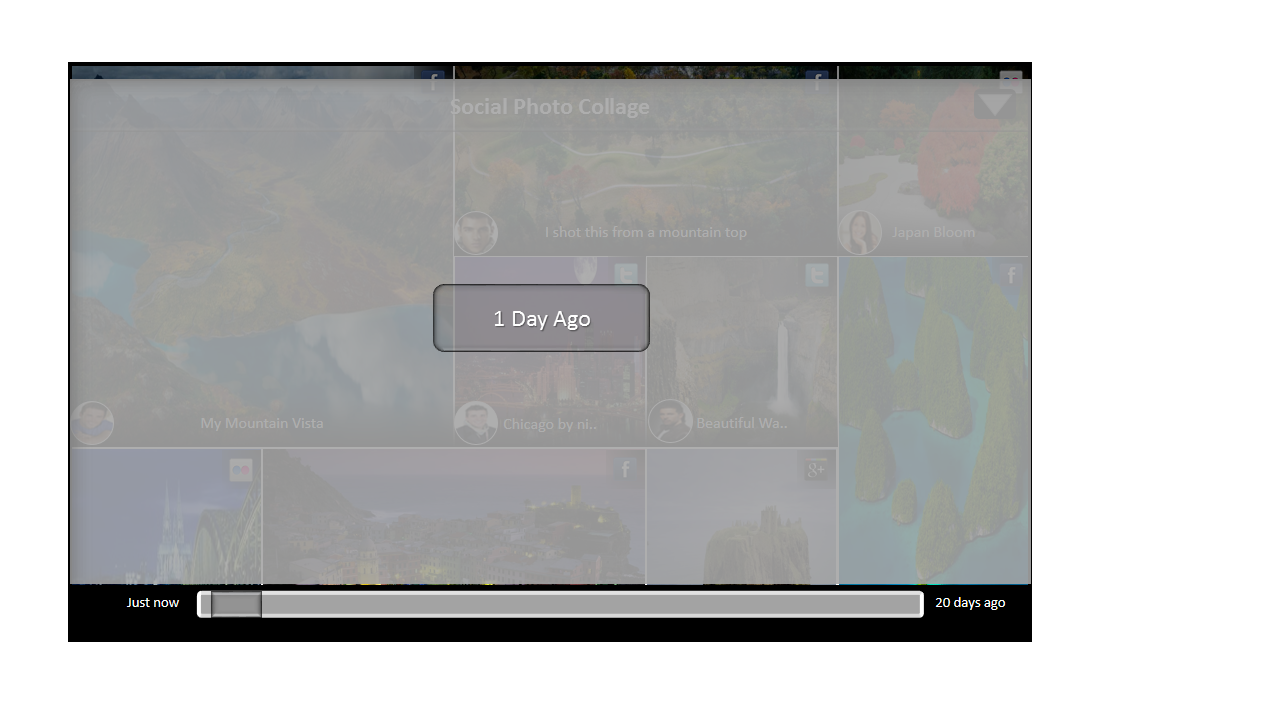 f
f
Social Photo Collage
I shot this from a mountain top
Japan Bloom
f
1 Day Ago
My Mountain Vista
Chicago by ni..
Beautiful Wa..
f
g+
Just now
20 days ago